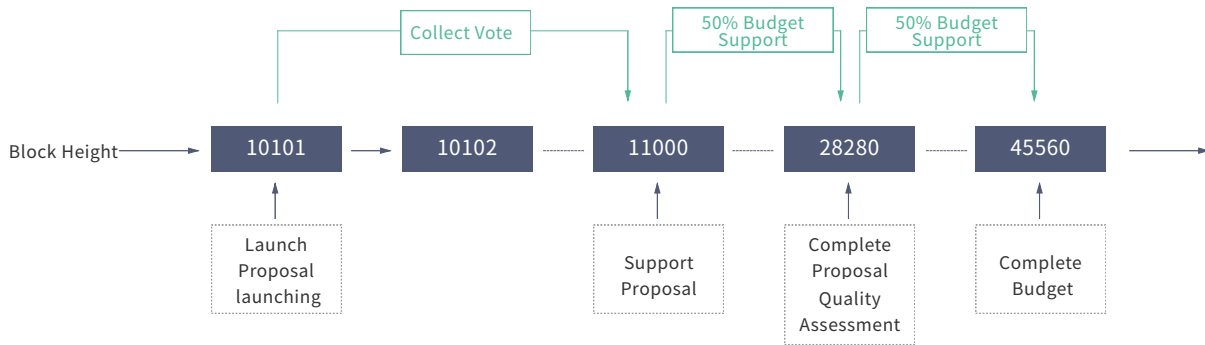 Collect Vote
50% Budget
Support
50% Budget
Support
Block Height
10101
10102
11000
28280
45560
Launch
Proposal
launching
Support
Proposal
Complete
Proposal
Quality
Assessment
Complete
Budget